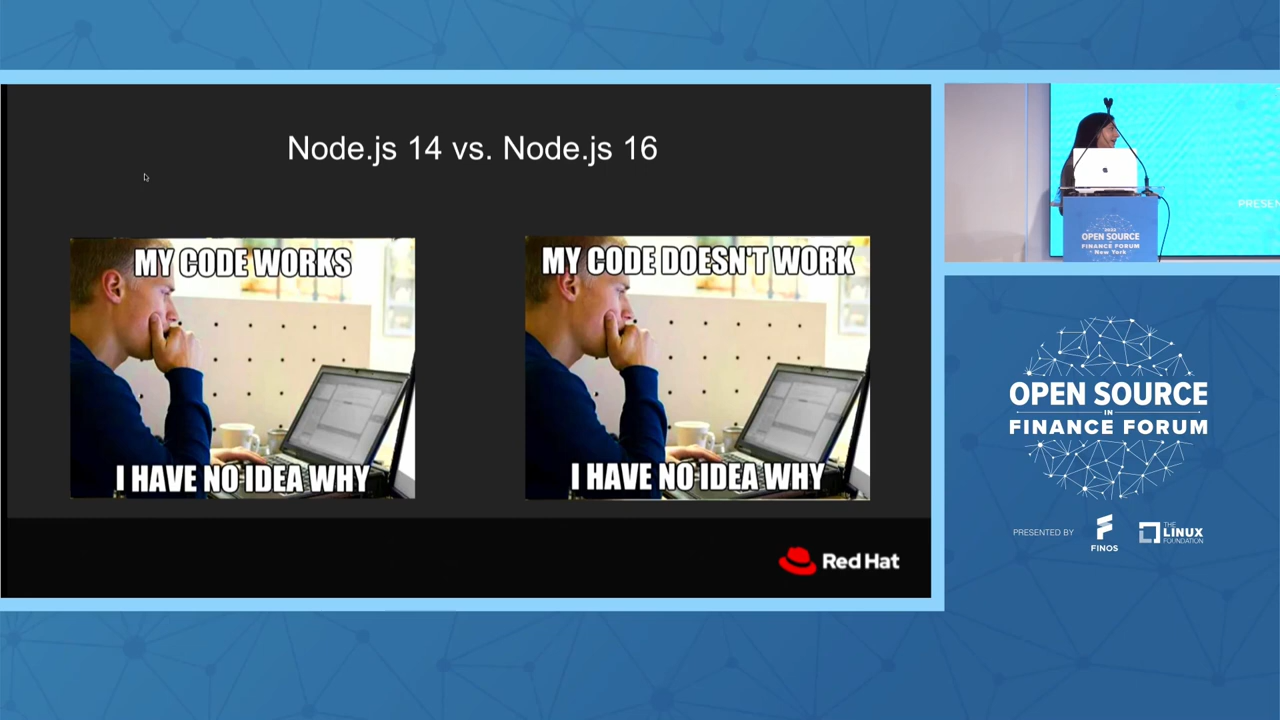 Node.js 14 vs. Node.js 16
MY CODE WORKS
I HAVE NO IDEA WHY
MY CODE DOESN'T WORK
I HAVE NO IDEA WHY
Red Hat
PRESEN
OPEN SOURCE
IN
FINANCE FORUM
New York
OPEN SOURCE
IN
FINANCE FORUM
PRESENTED BY
FINOS
THE
LINUX
FOUNDATION